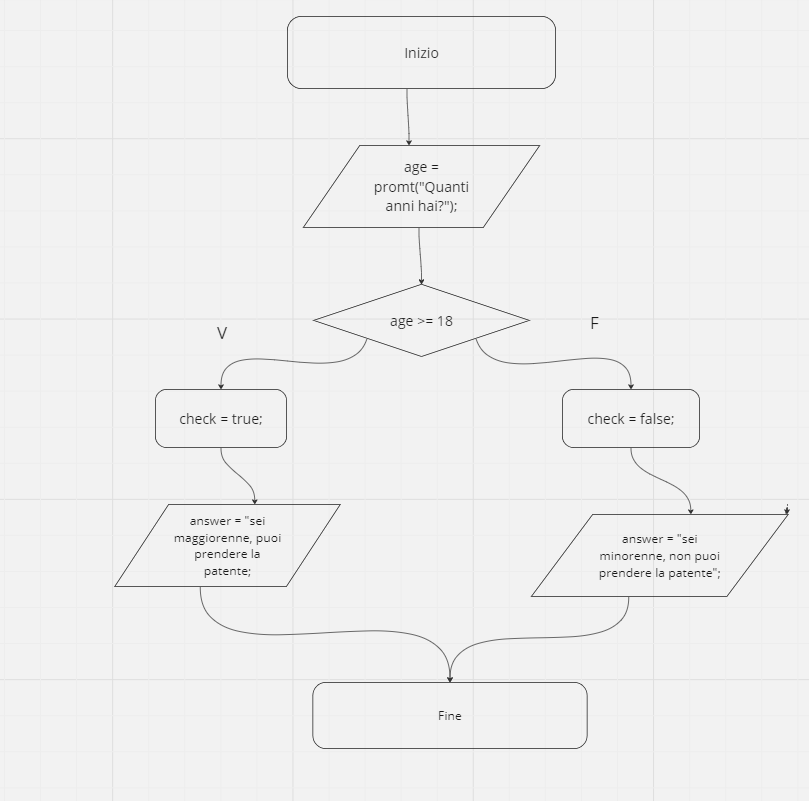 Inizio
age =
promt("Quanti
anni hai?");
age >= 18
V
F
check = true;
check = false;
answer = "sei
maggiorenne, puoi
prendere la
patente;
answer = "sei
minorenne, non puoi
prendere la patente";
Fine